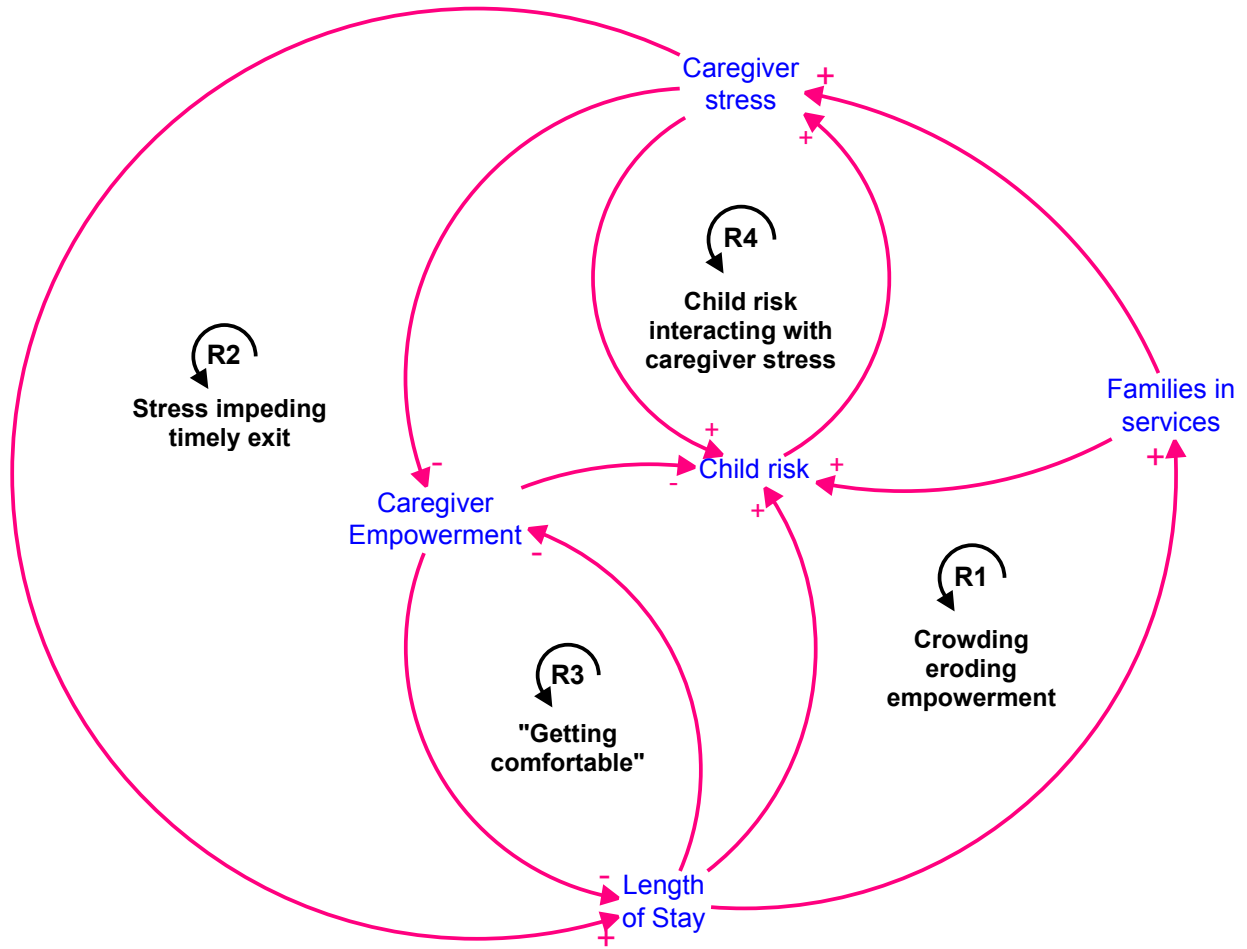 Caregiver
stress
+
+
R4
Child risk
interacting with
caregiver stress
R2
Stress impeding
timely exit
Families in
services
+
+
Child risk
+
-
-
+
Caregiver
Empowerment
-
R1
Crowding
eroding
empowerment
R3
"Getting
comfortable"
-
Length
of Stay
+